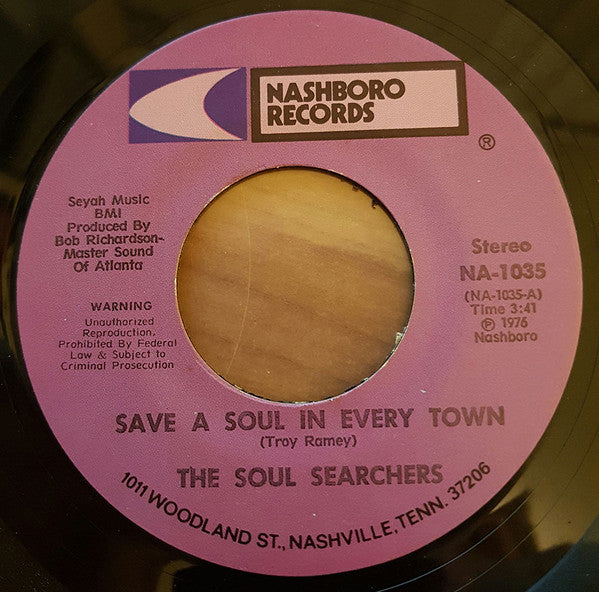 NASHBORO
RECORDS
®
Seyah Music
BMI
Produced By
Bob Richardson-
Master Sound
Of Atlanta
Stereo
NA-1035
(NA-1035-A)
Time 3:41
℗ 1976
Nashboro
WARNING
Unauthorized
Reproduction.
Prohibited By Federal
Law & Subject to
Criminal Prosecution
SAVE A SOUL IN EVERY TOWN
(Troy Ramey)
THE SOUL SEARCHERS
1011 WOODLAND ST., NASHVILLE, TENN. 37206